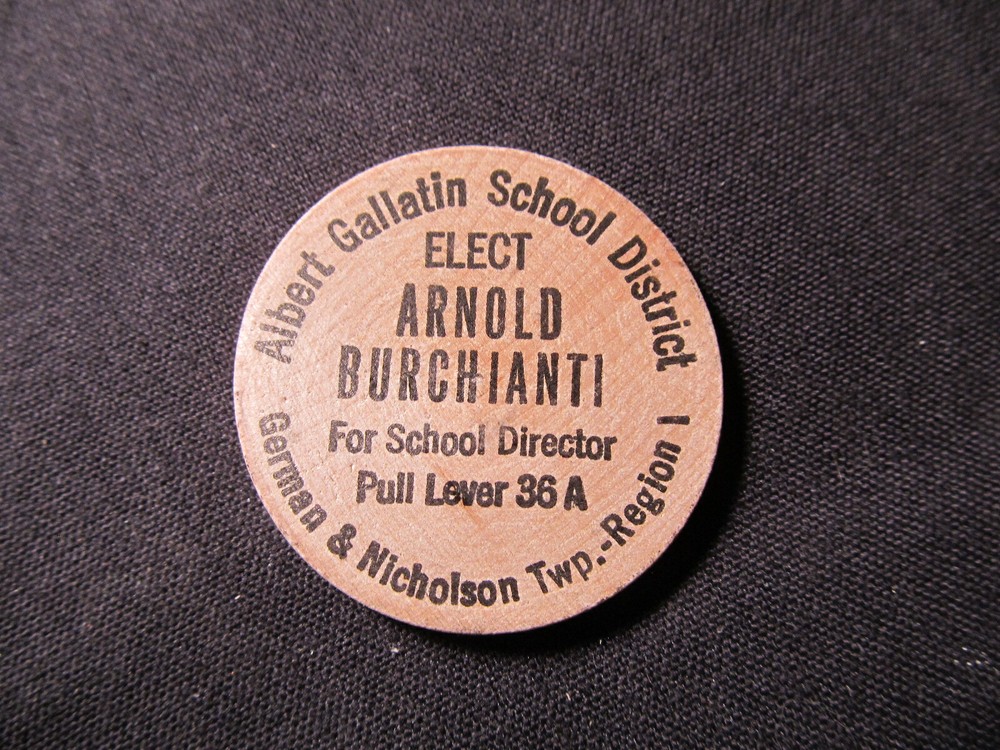 Albert Gallatin School District
ELECT
ARNOLD
BURCHIANTI
For School Director
Pull Lever 36 A
German & Nicholson Twp.-Region I